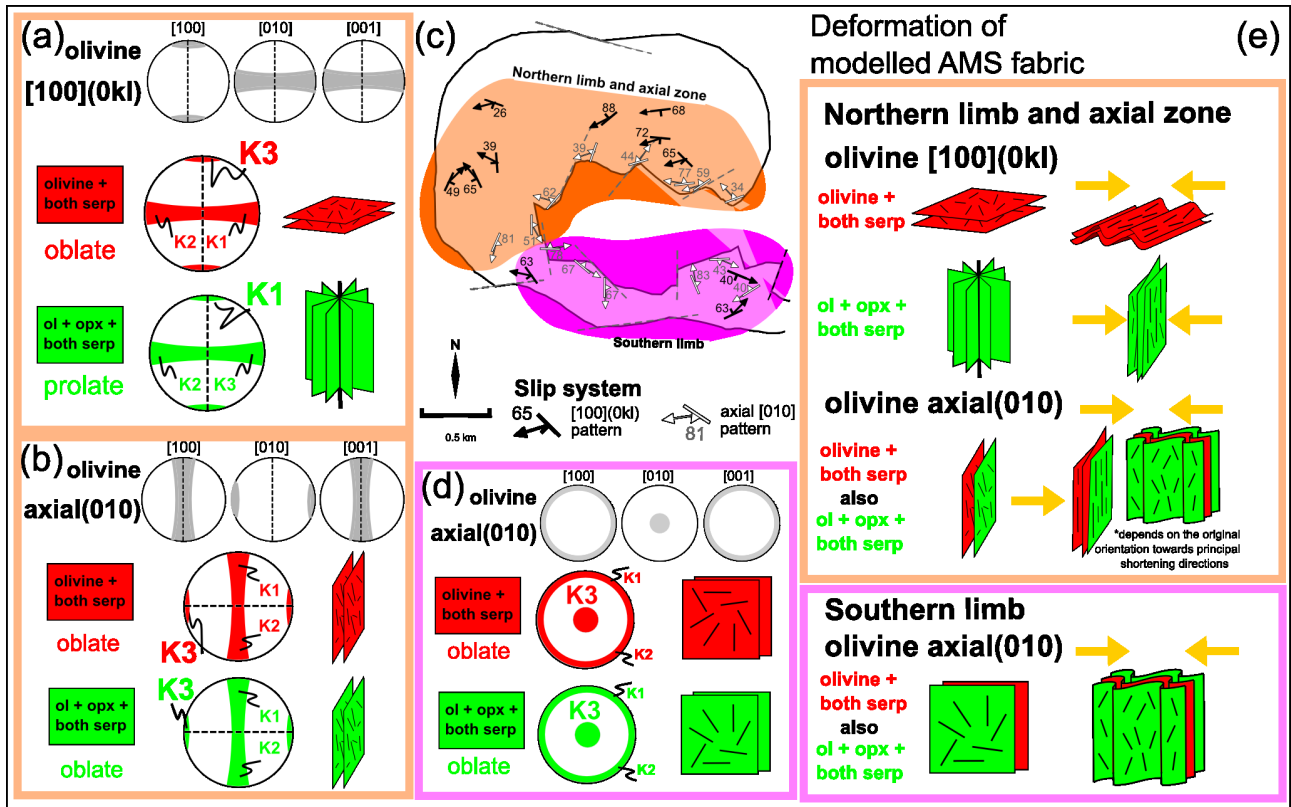 (a)
olivine
[100](0kl)
[100]
[010]
[001]
olivine +
both serp
oblate
K3
K2
K1
ol + opx +
both serp
prolate
K1
K2
K3
(b)
olivine
axial(010)
[100]
[010]
[001]
olivine +
both serp
oblate
K1
K2
K3
K3
ol + opx +
both serp
oblate
K1
K2
(c)
Northern limb and axial zone
26
88
68
39
39
72
44
65
49
65
62
77
59
34
81
51
63
67
67
83
43
40
40
63
Southern limb
N
0.5 km
Slip system
65
[100](0kl)
pattern
81
axial [010]
pattern
(d)
olivine
axial(010)
[100]
[010]
[001]
olivine +
both serp
oblate
K1
K3
K2
ol + opx +
both serp
oblate
K1
K3
K2
(e)
Deformation of
modelled AMS fabric
Northern limb and axial zone
olivine [100](0kl)
olivine +
both serp
ol + opx +
both serp
olivine axial(010)
olivine +
both serp
also
ol + opx +
both serp
*depends on the original
orientation towards principal
shortening directions
Southern limb
olivine axial(010)
olivine +
both serp
also
ol + opx +
both serp